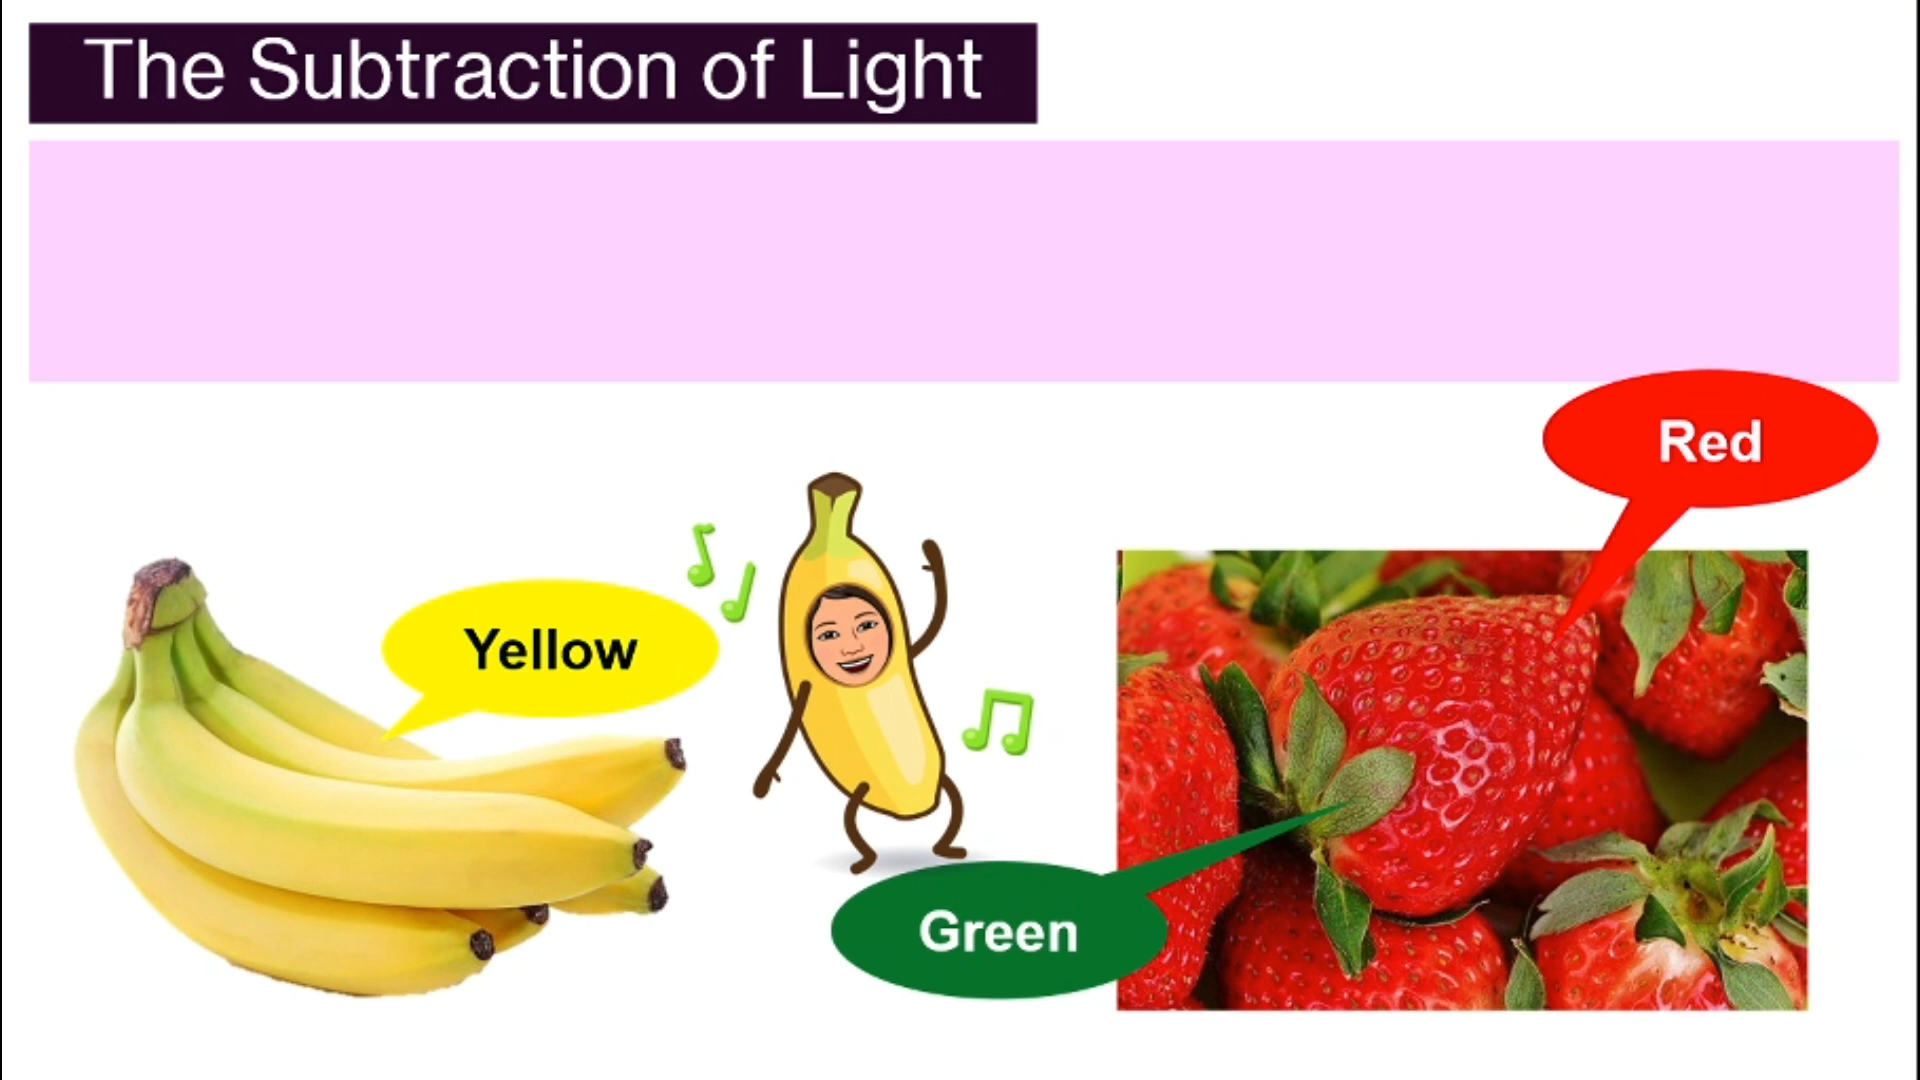 The Subtraction of Light
Red
Yellow
Green